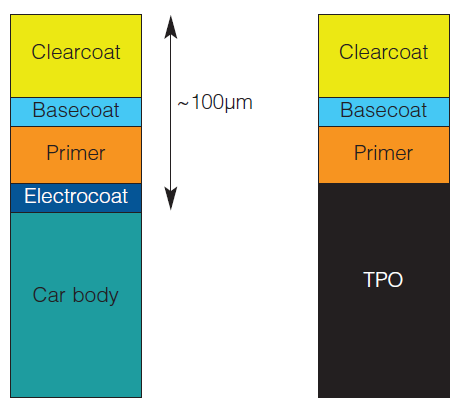 Clearcoat
Basecoat
Primer
Electrocoat
Car body
~100µm
Clearcoat
Basecoat
Primer
TPO